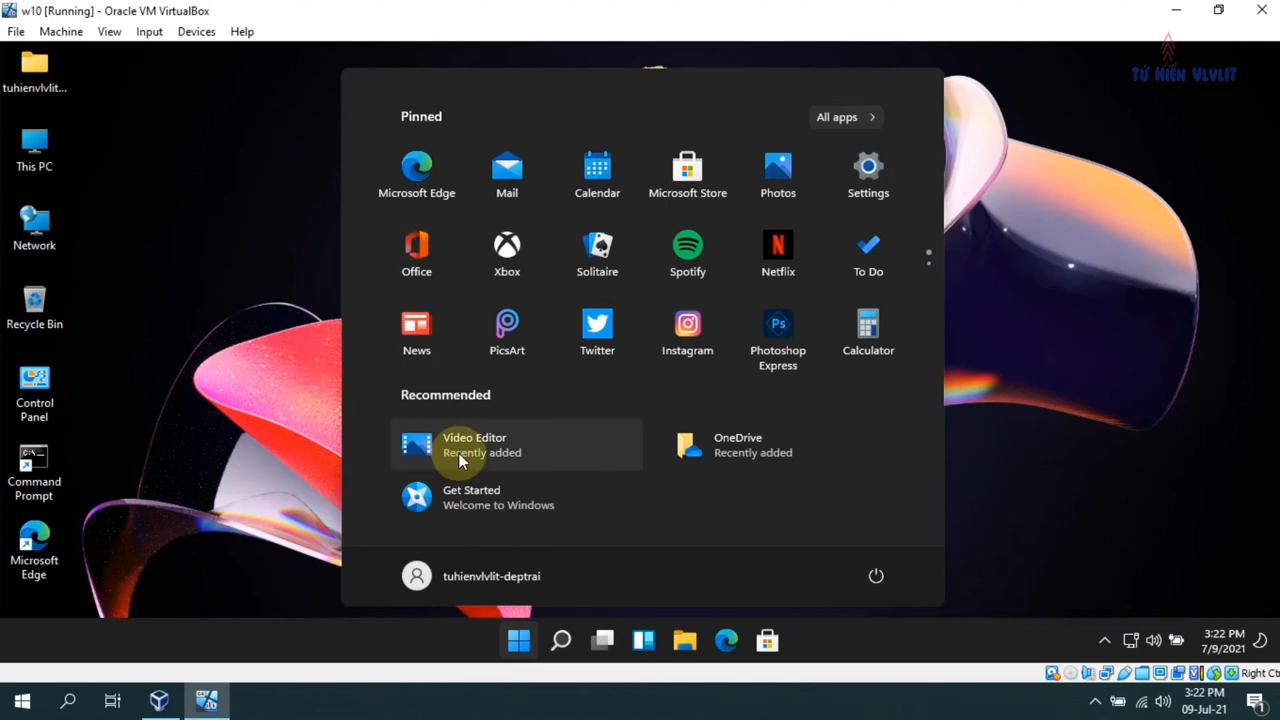 w10 [Running] - Oracle VM VirtualBox
File Machine View Input Devices Help
TỨ HIỀN VLVLIT
tuhienvlvlit...
This PC
Network
Recycle Bin
Control
Panel
Command
Prompt
Microsoft
Edge
Pinned
All apps
Microsoft Edge
Mail
Calendar
Microsoft Store
Photos
Settings
Office
Xbox
Solitaire
Spotify
Netflix
To Do
News
PicsArt
Twitter
Instagram
Photoshop
Express
Calculator
Recommended
Video Editor
Recently added
OneDrive
Recently added
Get Started
Welcome to Windows
tuhienvlvlit-deptrai
3:22 PM
7/9/2021
Right Ct
3:22 PM
09-Jul-21